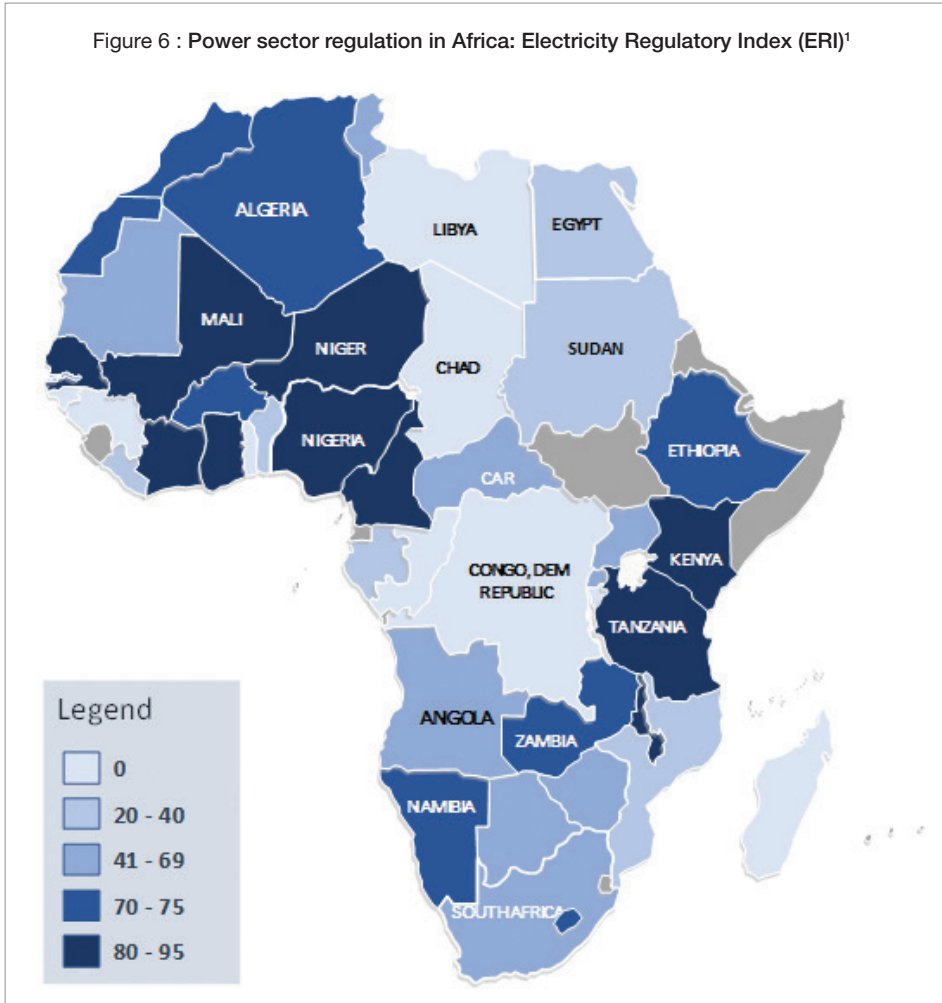 Figure 6 : Power sector regulation in Africa: Electricity Regulatory Index (ERI)¹
ALGERIA
LIBYA
EGYPT
MALI
NIGER
CHAD
SUDAN
NIGERIA
ETHIOPIA
CAR
KENYA
CONGO, DEM
REPUBLIC
TANZANIA
ANGOLA
ZAMBIA
NAMIBIA
SOUTHAFRICA
Legend
0
20 - 40
41 - 69
70 - 75
80 - 95